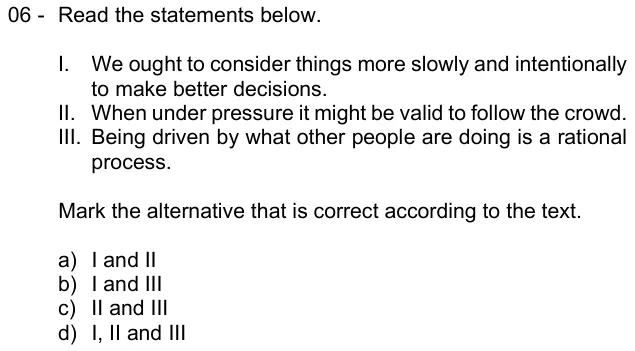 06 - Read the statements below.
I. We ought to consider things more slowly and intentionally
to make better decisions.
II. When under pressure it might be valid to follow the crowd.
III. Being driven by what other people are doing is a rational
process.
Mark the alternative that is correct according to the text.
a) I and II
b) I and III
c) II and III
d) I, II and III